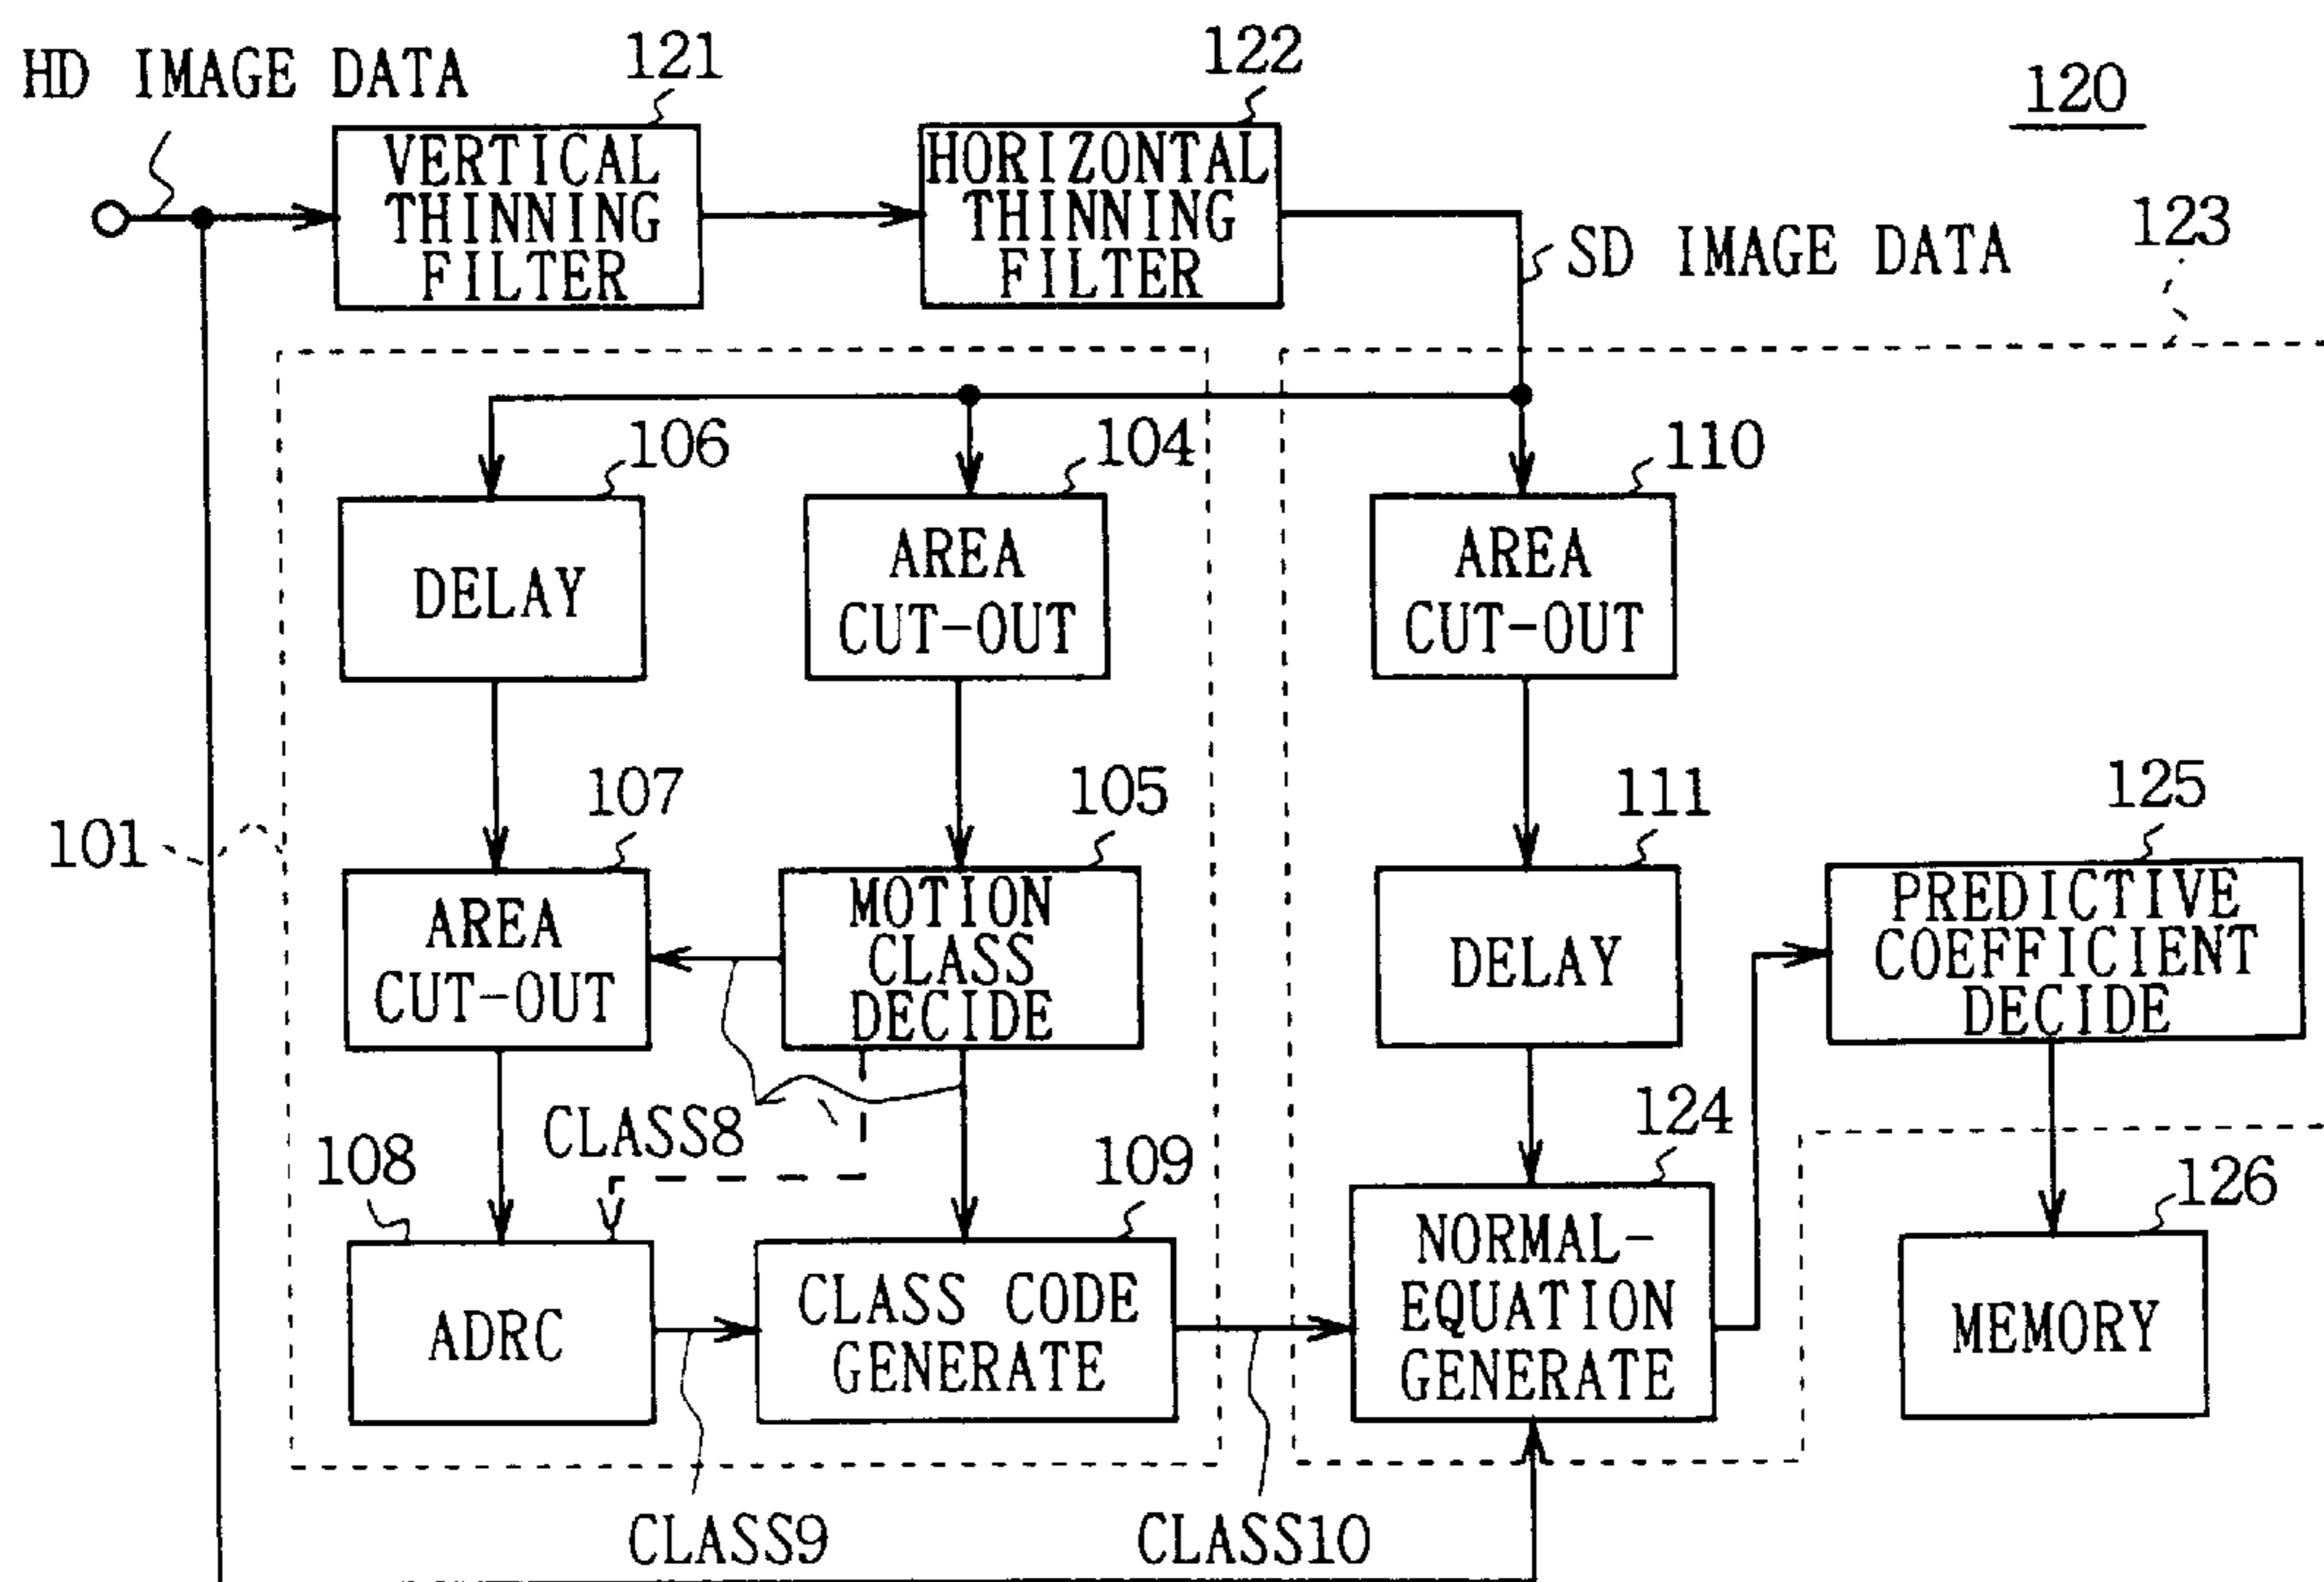 HD IMAGE DATA
121
122
120
VERTICAL
THINNING
FILTER
HORIZONTAL
THINNING
FILTER
SD IMAGE DATA
123
106
104
110
DELAY
AREA
CUT-OUT
AREA
CUT-OUT
101
107
105
111
125
AREA
CUT-OUT
MOTION
CLASS
DECIDE
DELAY
PREDICTIVE
COEFFICIENT
DECIDE
CLASS8
108
109
124
126
ADRC
CLASS CODE
GENERATE
NORMAL-
EQUATION
GENERATE
MEMORY
CLASS9
CLASS10